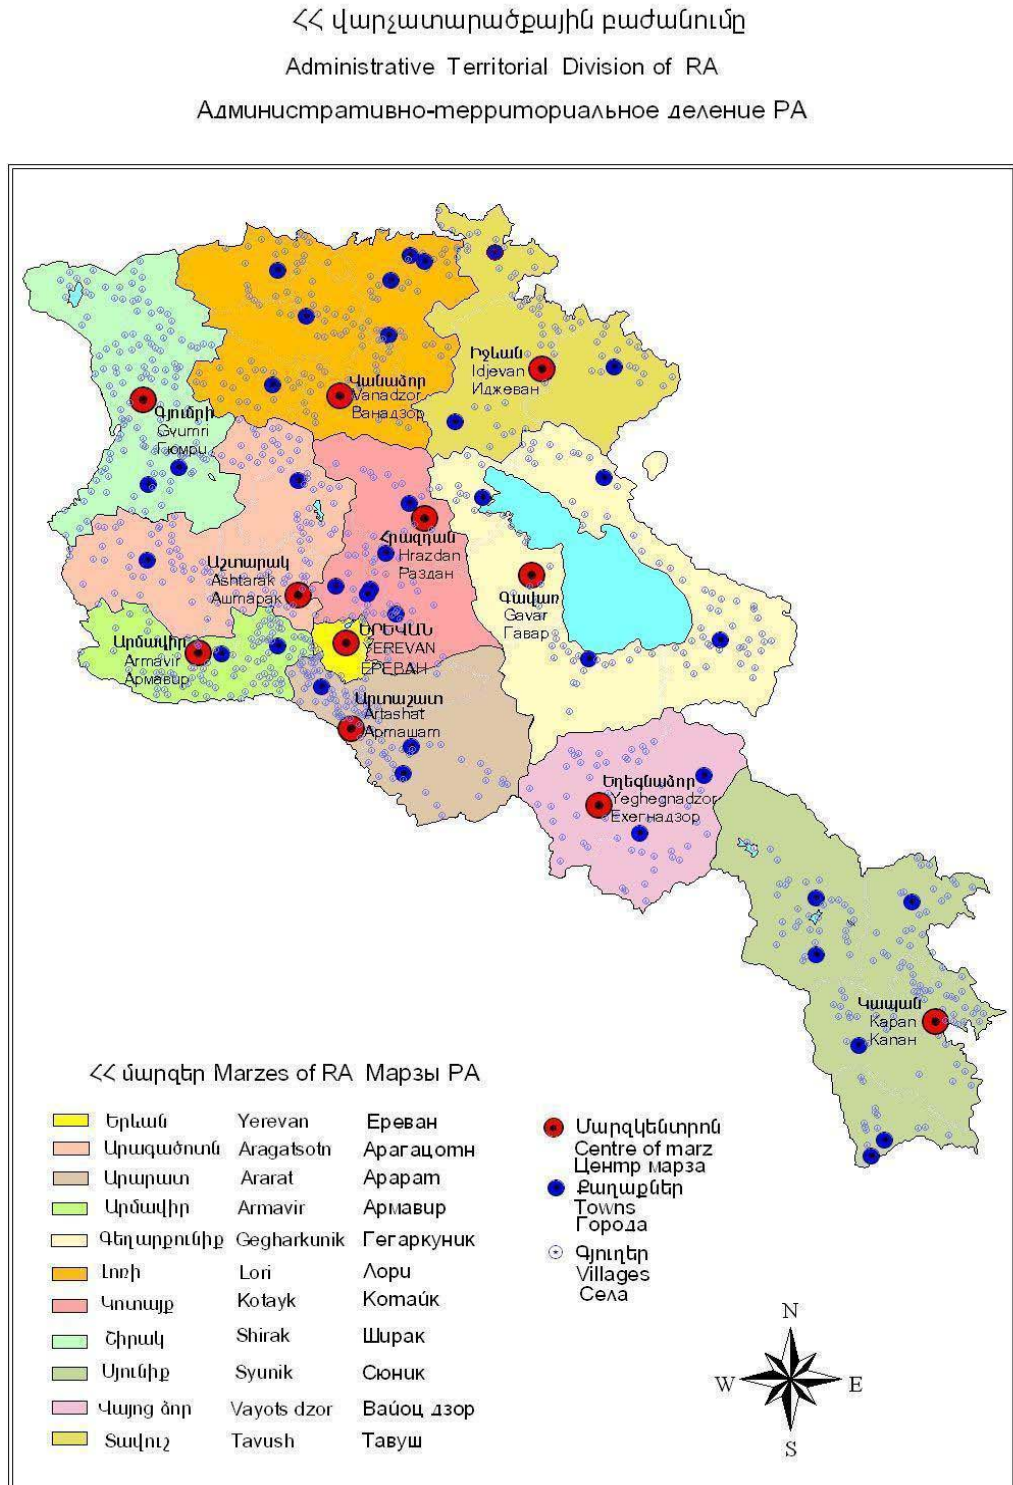 ՀՀ վարչատարածքային բաժանումը
Administrative Territorial Division of RA
Административно-территориальное деление РА
Իջևան
Idjevan
Иджеван
Վանաձոր
Vanadzor
Ванадзор
Գյումրի
Gyumri
Гюмри
Հրազդան
Hrazdan
Раздан
Աշտարակ
Ashtarak
Аштарак
Գավառ
Gavar
Гавар
Արմավիր
Armavir
Армавир
ԵՐԵՎԱՆ
YEREVAN
ЕРЕВАН
Արտաշատ
Artashat
Арташат
Եղեգնաձոր
Yeghegnadzor
Ехегнадзор
Կապան
Kapan
Капан
ՀՀ մարզեր Marzes of RA Марзы РА
Երևան Yerevan Ереван
Արագածոտն Aragatsotn Арагацотн
Արարատ Ararat Арарат
Արմավիր Armavir Армавир
Գեղարքունիք Gegharkunik Гегаркуник
Լոռի Lori Лори
Կոտայք Kotayk Котайк
Շիրակ Shirak Ширак
Սյունիք Syunik Сюник
Վայոց ձոր Vayots dzor Вайоц дзор
Տավուշ Tavush Тавуш
Մարզկենտրոն
Centre of marz
Центр марза
Քաղաքներ
Towns
Города
Գյուղեր
Villages
Села
N
W E
S